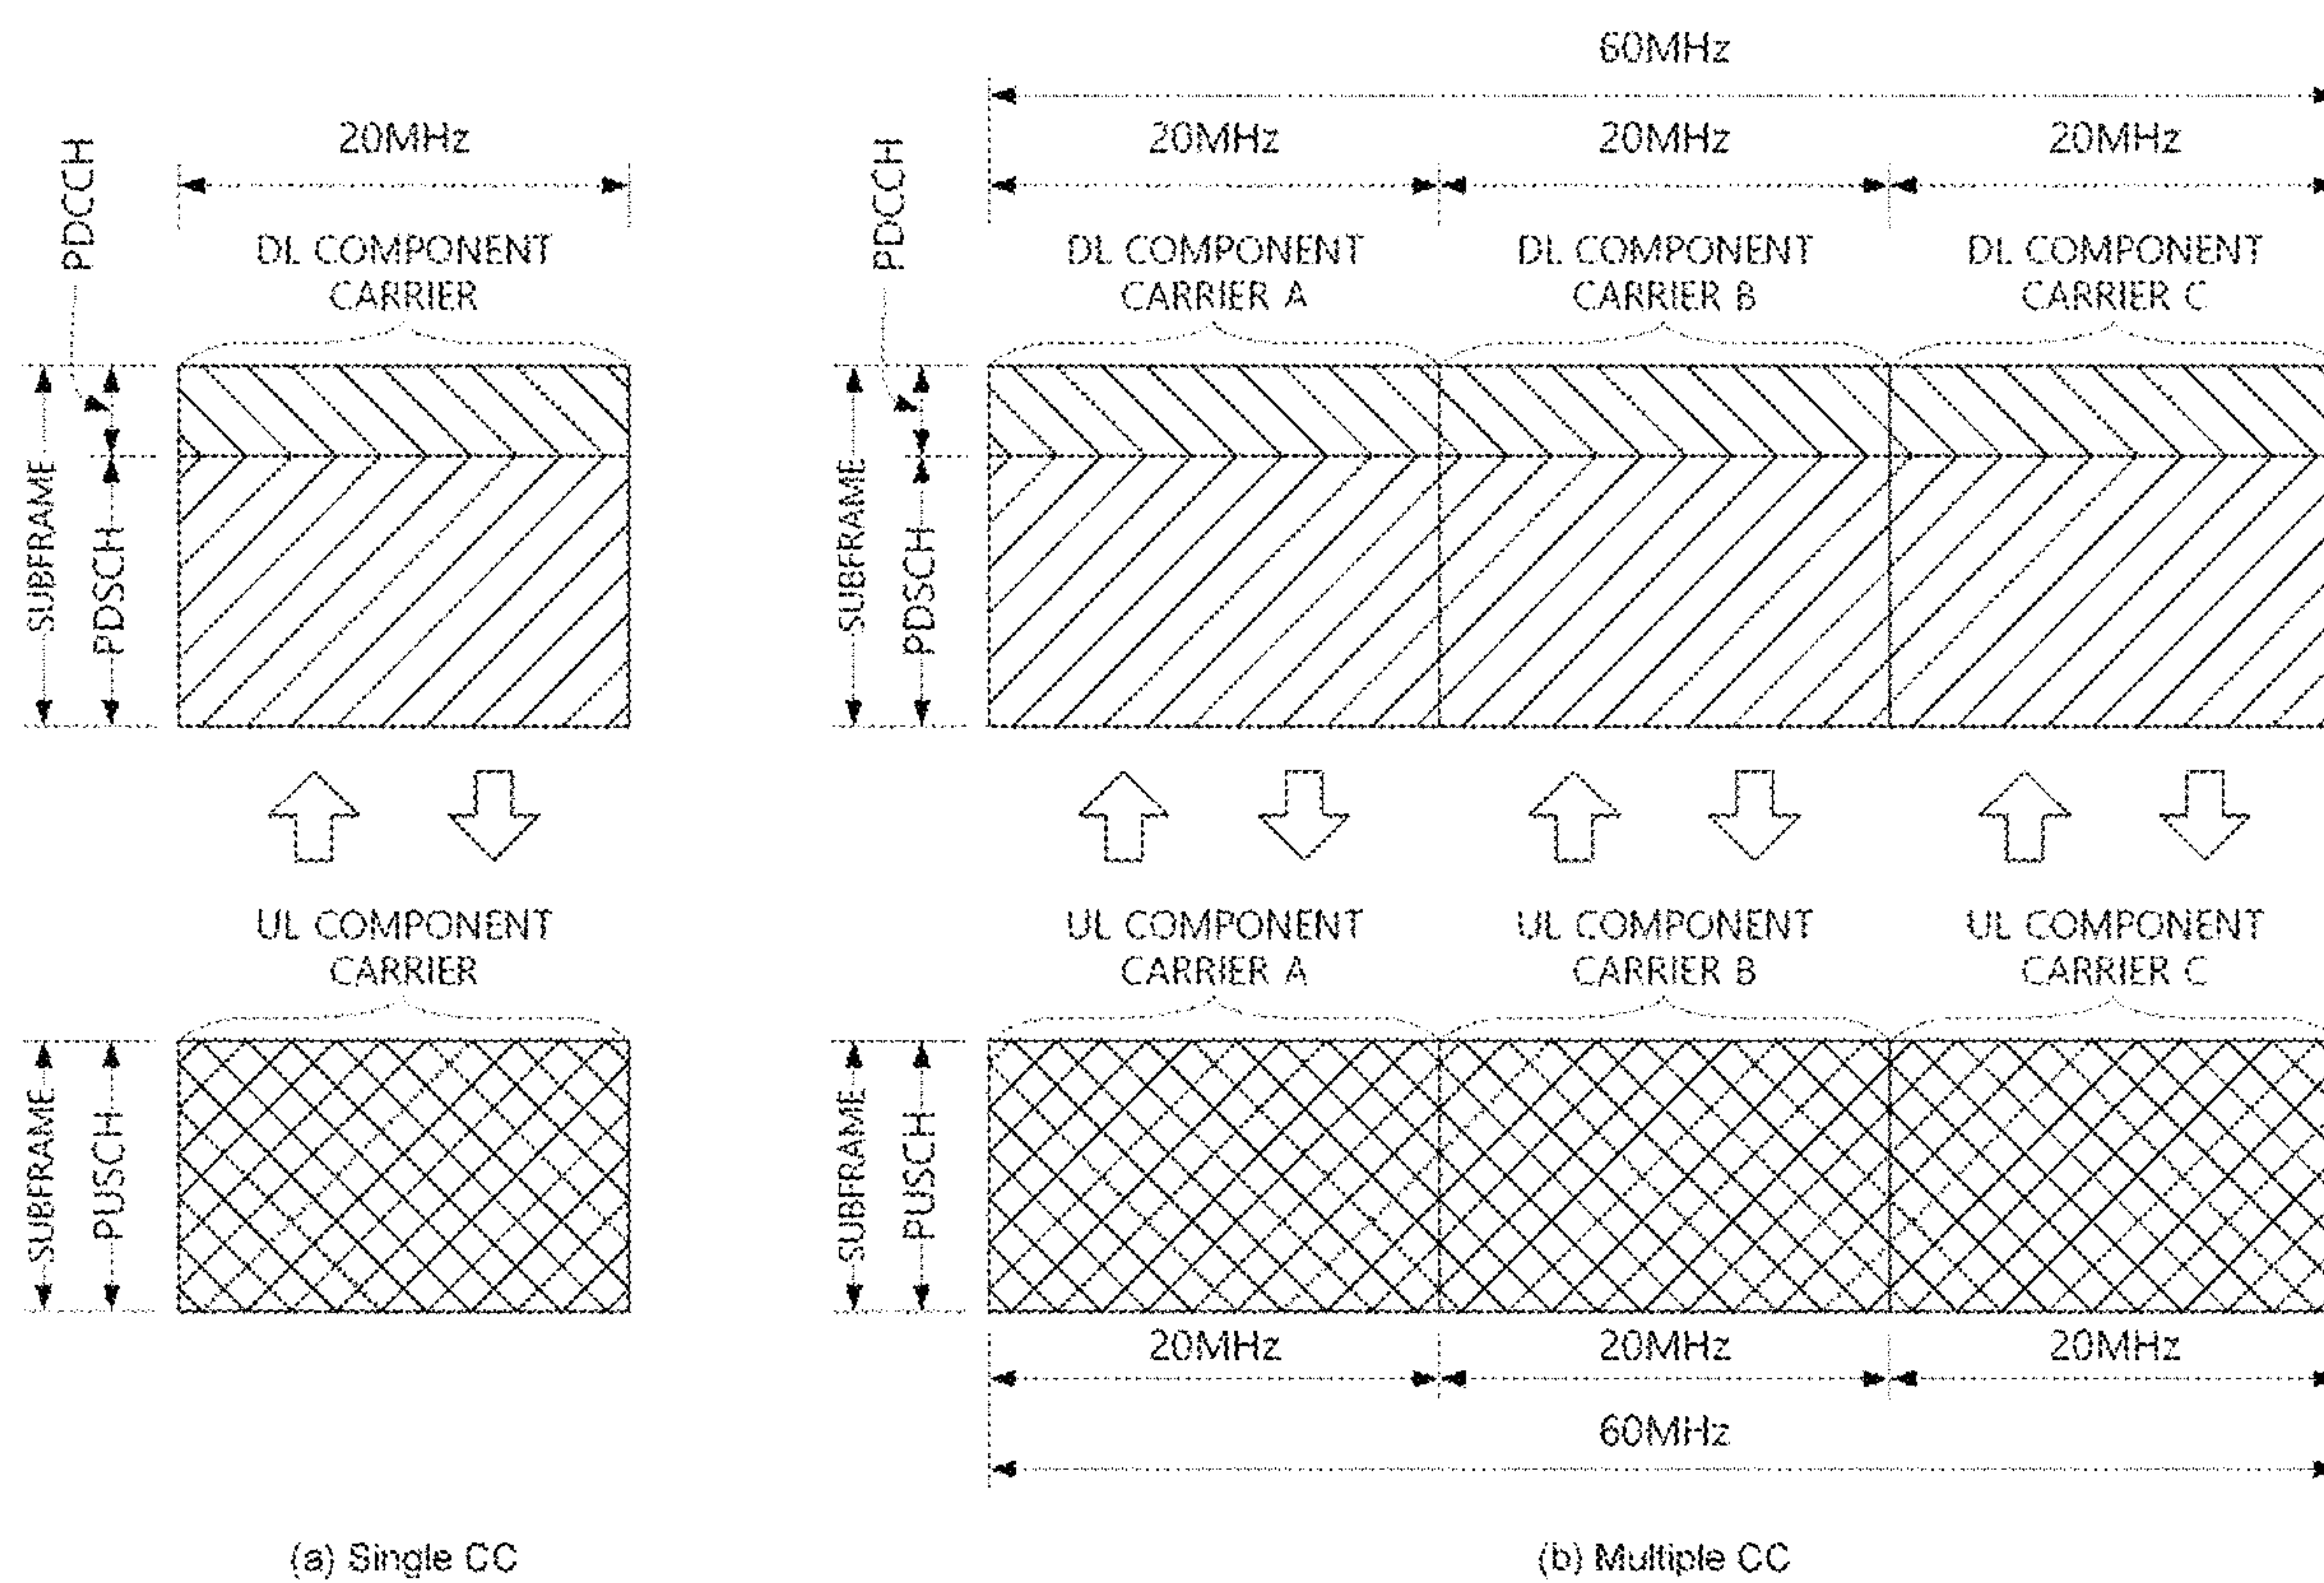 60MHz
20MHz
20MHz
20MHz
20MHz
PDCCH
DL COMPONENT
CARRIER
PDCCH
DL COMPONENT
CARRIER A
DL COMPONENT
CARRIER B
DL COMPONENT
CARRIER C
SUBFRAME
PDSCH
SUBFRAME
PDSCH
UL COMPONENT
CARRIER
UL COMPONENT
CARRIER A
UL COMPONENT
CARRIER B
UL COMPONENT
CARRIER C
SUBFRAME
PUSCH
SUBFRAME
PUSCH
20MHz
20MHz
20MHz
60MHz
(a) Single CC
(b) Multiple CC